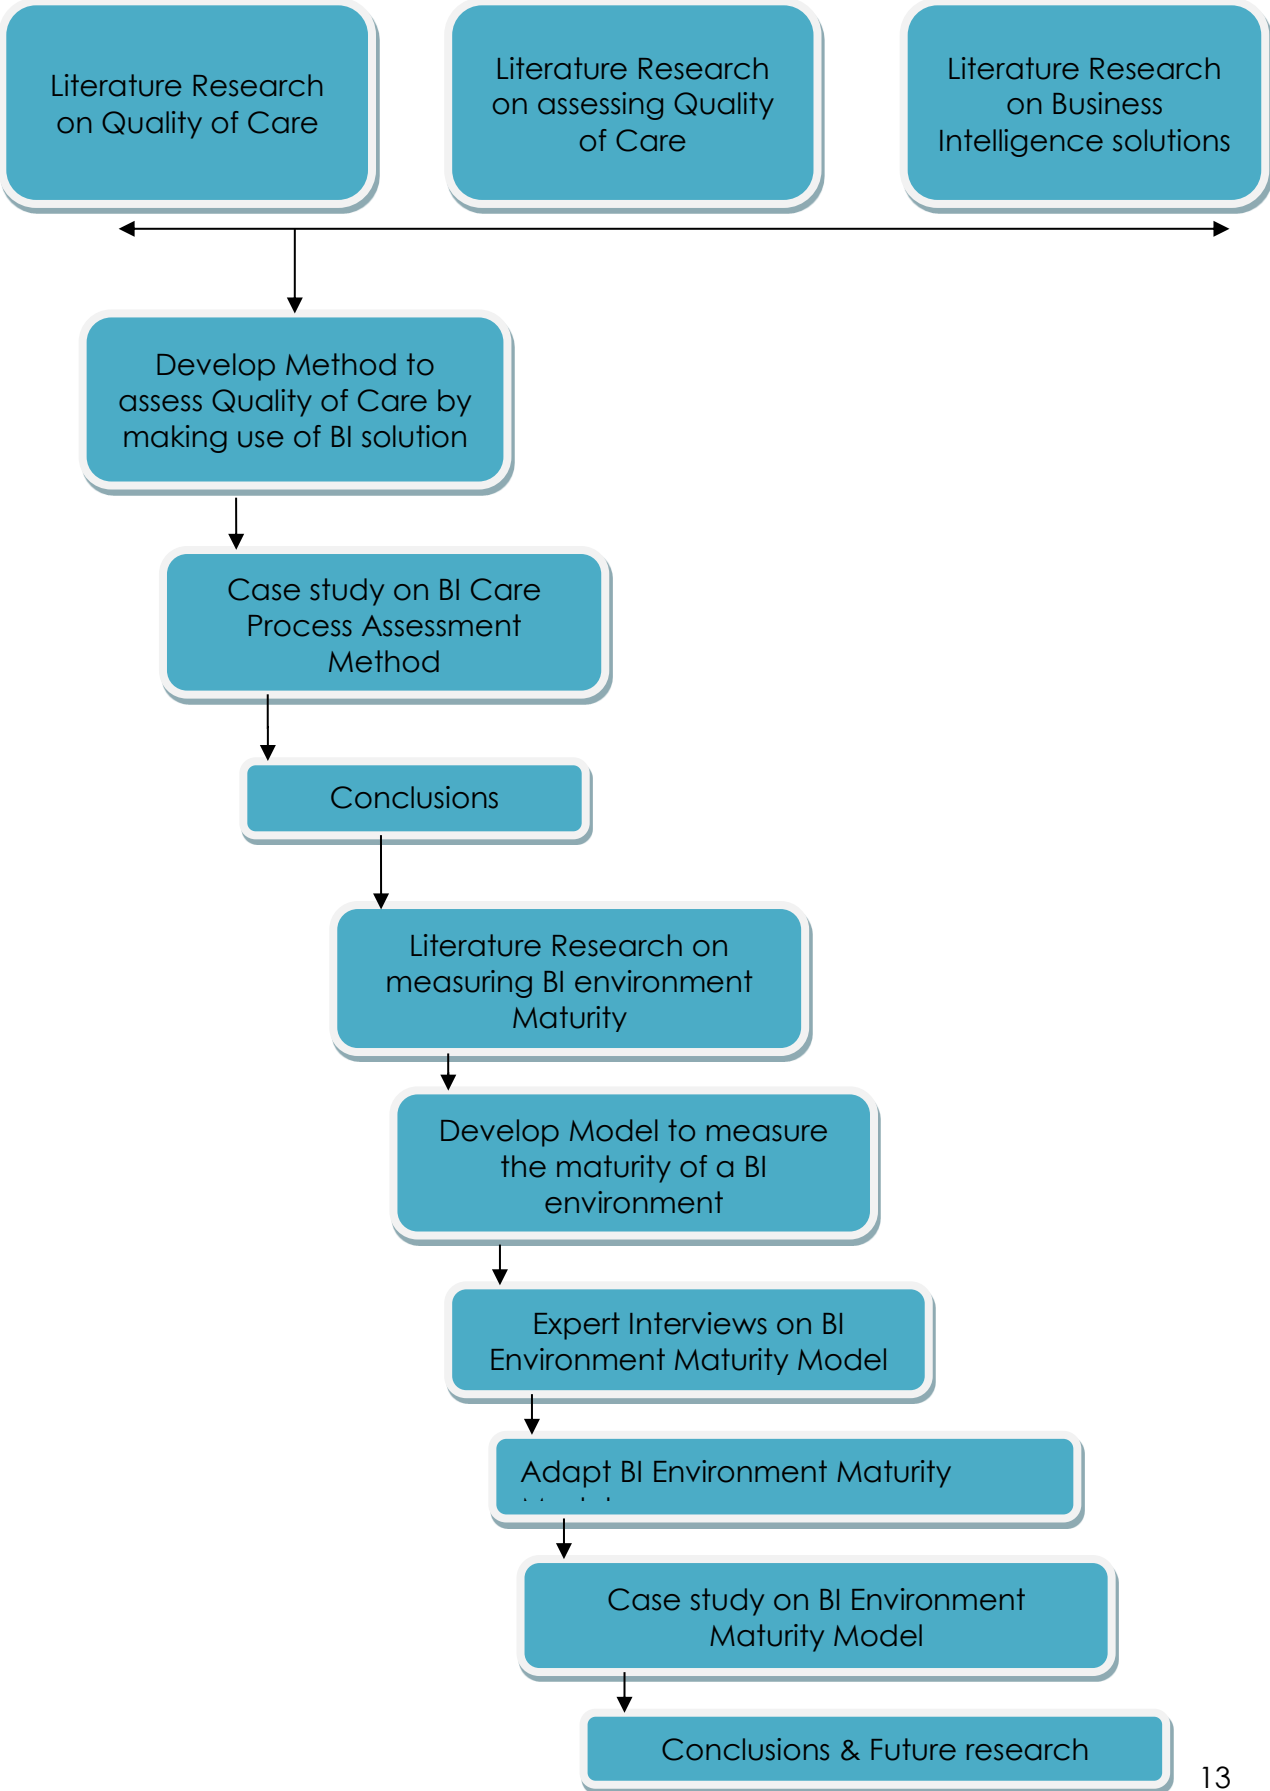 Literature Research
on Quality of Care
Literature Research
on assessing Quality
of Care
Literature Research
on Business
Intelligence solutions
Develop Method to
assess Quality of Care by
making use of BI solution
Case study on BI Care
Process Assessment
Method
Conclusions
Literature Research on
measuring BI environment
Maturity
Develop Model to measure
the maturity of a BI
environment
Expert Interviews on BI
Environment Maturity Model
Adapt BI Environment Maturity
Case study on BI Environment
Maturity Model
Conclusions & Future research
13